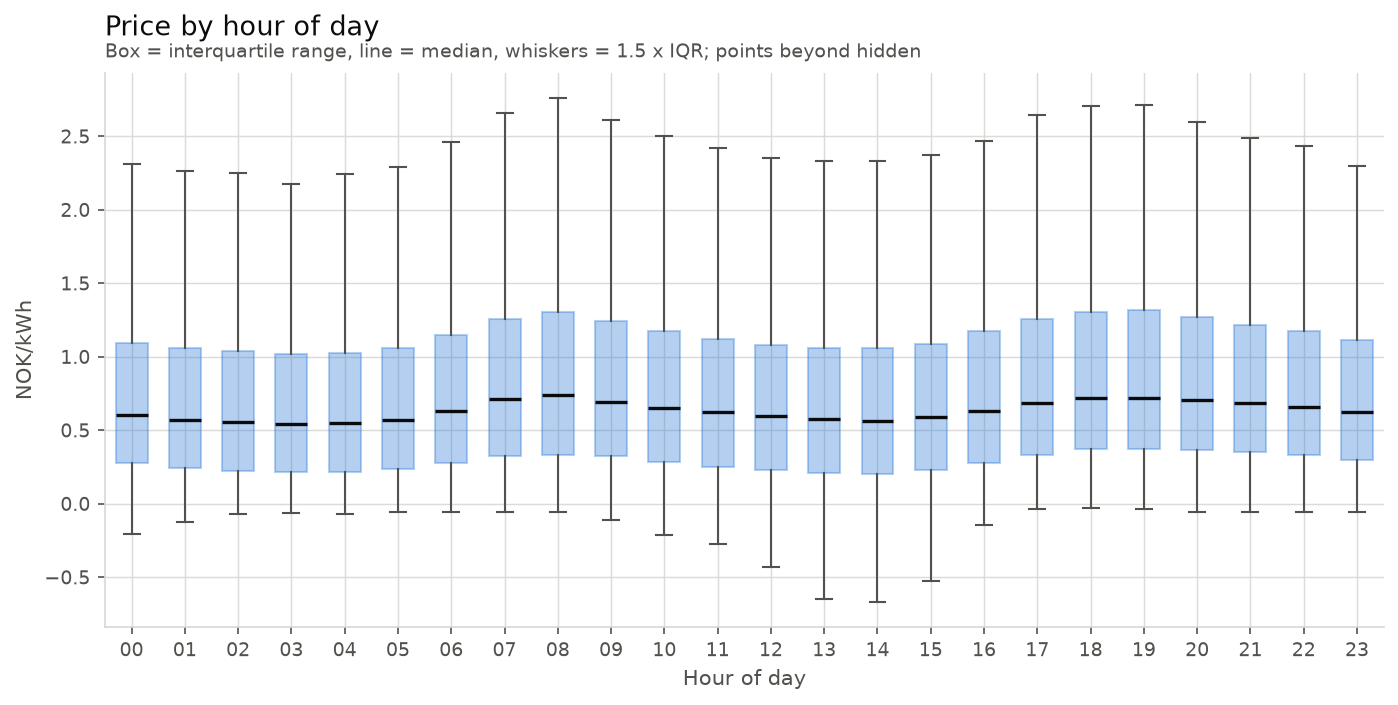 Price by hour of day
Box = interquartile range, line = median, whiskers = 1.5 x IQR; points beyond hidden
NOK/kWh
2.5
2.0
1.5
1.0
0.5
0.0
−0.5
00 01 02 03 04 05 06 07 08 09 10 11 12 13 14 15 16 17 18 19 20 21 22 23
Hour of day